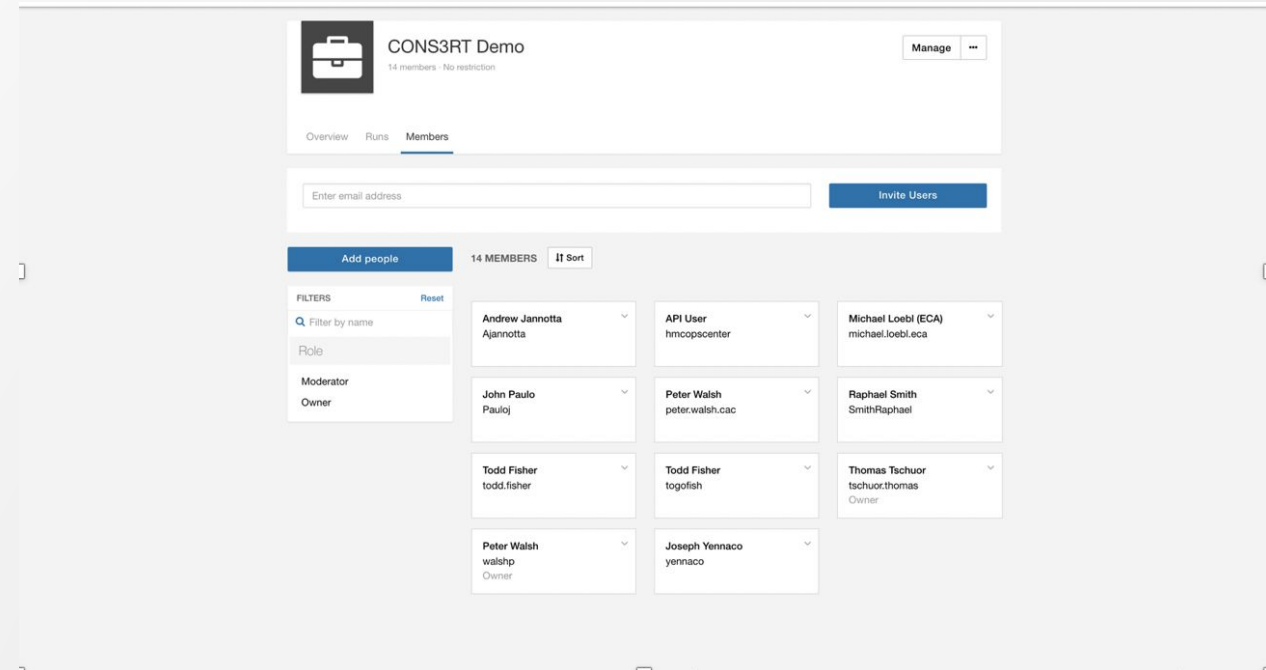 CONS3RT Demo
14 members · No restriction
Manage ···
Overview Runs Members
Enter email address
Invite Users
Add people
14 MEMBERS Sort
FILTERS Reset
Filter by name
Role
Moderator
Owner
Andrew Jannotta
Ajannotta
API User
hmcopscenter
Michael Loebl (ECA)
michael.loebl.eca
John Paulo
Pauloj
Peter Walsh
peter.walsh.cac
Raphael Smith
SmithRaphael
Todd Fisher
todd.fisher
Todd Fisher
togofish
Thomas Tschuor
tschuor.thomas
Owner
Peter Walsh
walshp
Owner
Joseph Yennaco
yennaco